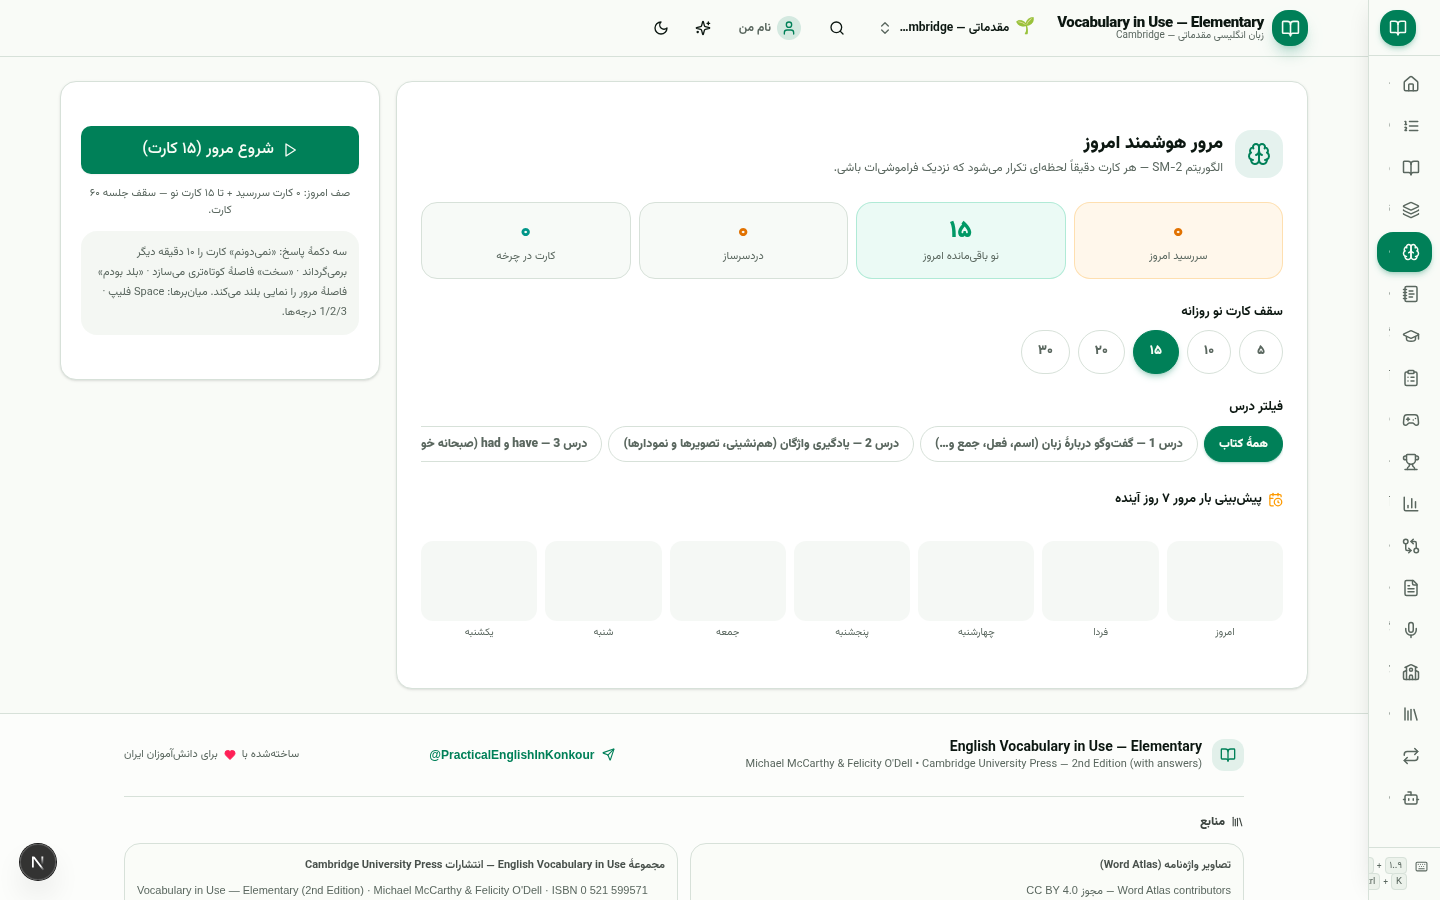 Vocabulary in Use — Elementary
زبان انگلیسی مقدماتی — Cambridge
مقدماتی — mbridge…
نام من
مرور هوشمند امروز
الگوریتم SM-2 — هر کارت دقیقاً لحظه‌ای تکرار می‌شود که نزدیک فراموشی‌ات باشی.
۰
سررسید امروز
۱۵
نو باقی‌مانده امروز
۰
دردسرساز
۰
کارت در چرخه
سقف کارت نو روزانه
۵
۱۰
۱۵
۲۰
۳۰
فیلتر درس
همهٔ کتاب
درس 1 — گفت‌وگو دربارهٔ زبان (اسم، فعل، جمع و…)
درس 2 — یادگیری واژگان (هم‌نشینی، تصویرها و نمودارها)
درس 3 — have و had (صبحانه خو
پیش‌بینی بار مرور ۷ روز آینده
امروز
فردا
چهارشنبه
پنجشنبه
جمعه
شنبه
یکشنبه
شروع مرور (۱۵ کارت)
صف امروز: ۰ کارت سررسید + تا ۱۵ کارت نو — سقف جلسه ۶۰
کارت.
سه دکمهٔ پاسخ: «نمی‌دونم» کارت را ۱۰ دقیقه دیگر
برمی‌گرداند · «سخت» فاصلهٔ کوتاه‌تری می‌سازد · «بلد بودم»
فاصلهٔ مرور را نمایی بلند می‌کند. میان‌برها: Space فلیپ ·
1/2/3 درجه‌ها.
English Vocabulary in Use — Elementary
Michael McCarthy & Felicity O'Dell • Cambridge University Press — 2nd Edition (with answers)
@PracticalEnglishInKonkour
ساخته‌شده با برای دانش‌آموزان ایران
منابع
تصاویر واژه‌نامه (Word Atlas)
Word Atlas contributors — مجوز CC BY 4.0
مجموعهٔ English Vocabulary in Use — انتشارات Cambridge University Press
Vocabulary in Use — Elementary (2nd Edition) · Michael McCarthy & Felicity O'Dell · ISBN 0 521 599571
۱..۹ +
K +
N